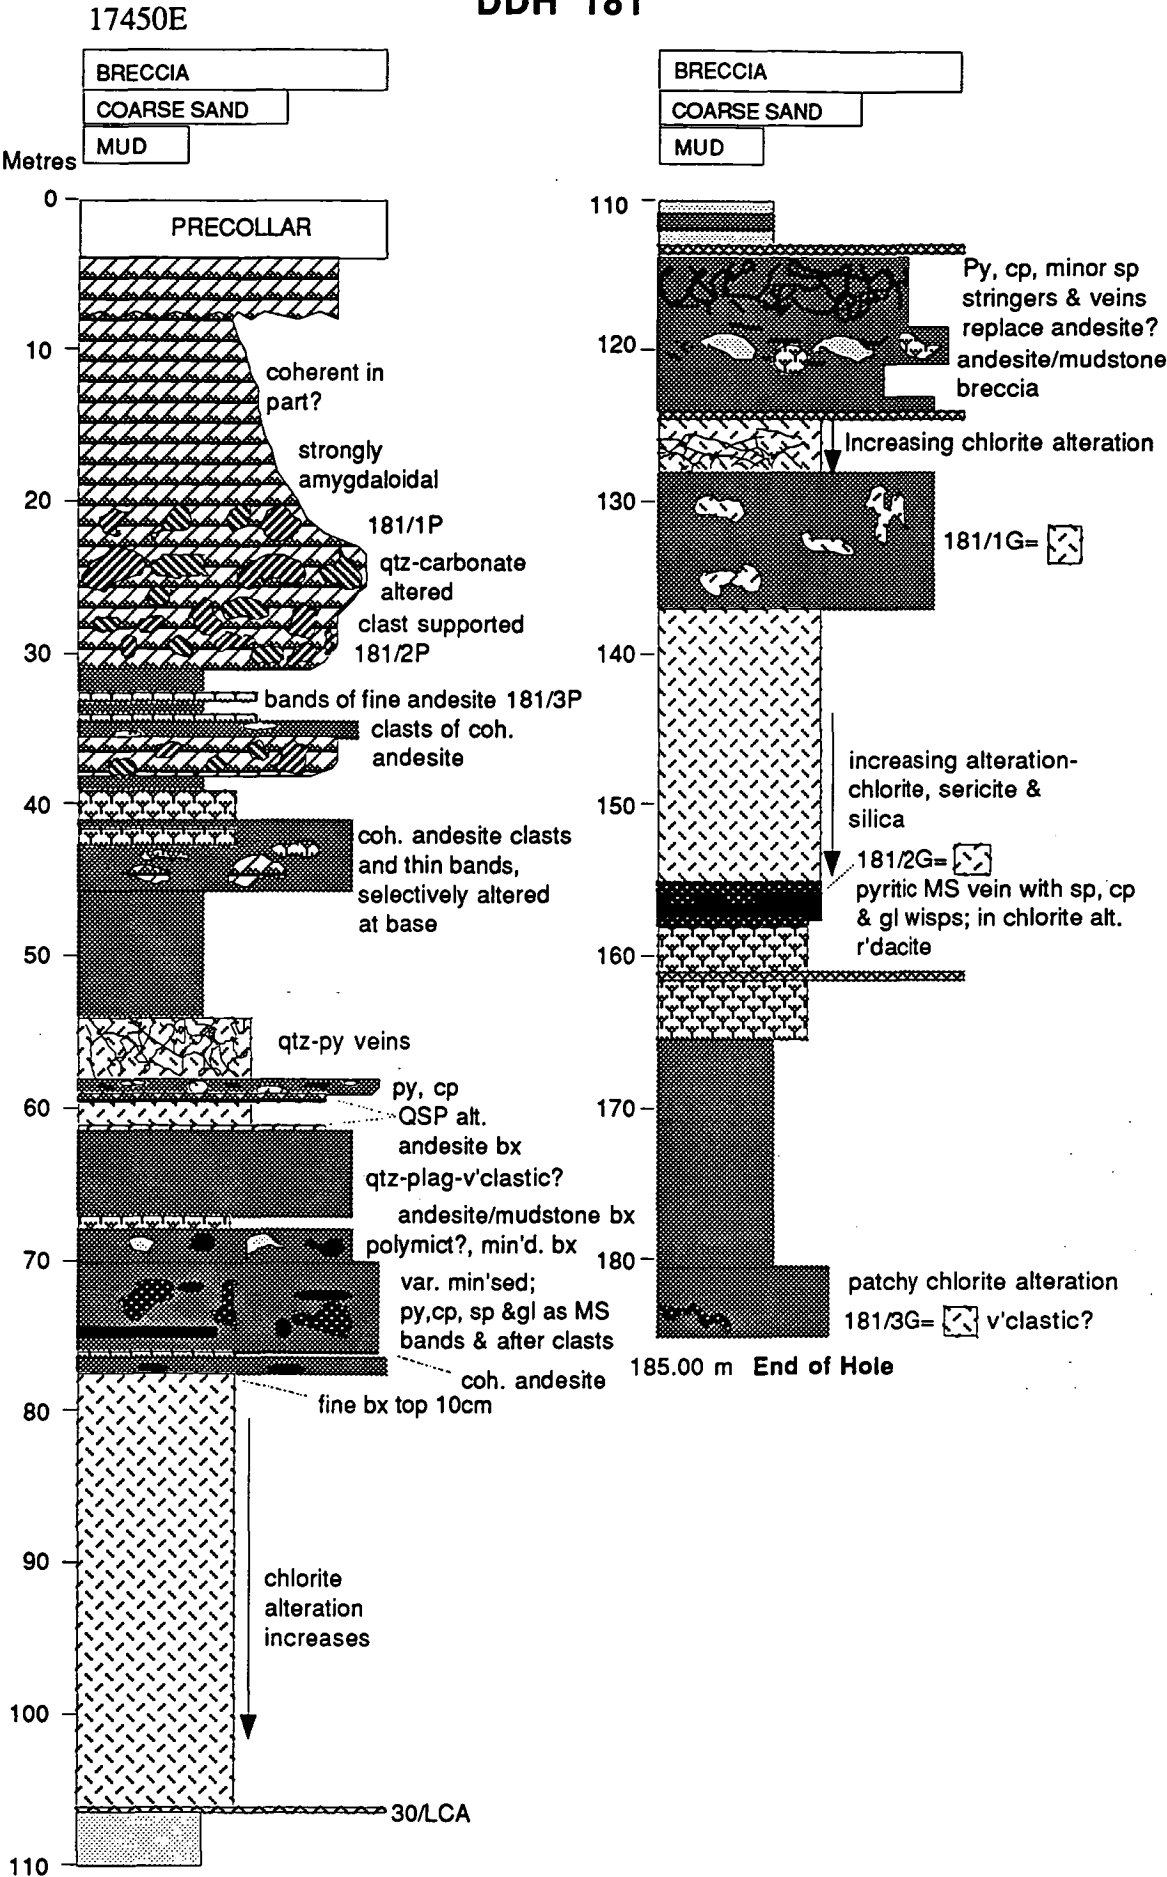 DDH 181
17450E
BRECCIA
COARSE SAND
MUD
Metres
0
PRECOLLAR
10
coherent in
part?
strongly
amygdaloidal
20
181/1P
qtz-carbonate
altered
clast supported
30
181/2P
bands of fine andesite 181/3P
clasts of coh.
andesite
40
coh. andesite clasts
and thin bands,
selectively altered
at base
50
qtz-py veins
py, cp
60
QSP alt.
andesite bx
qtz-plag-v'clastic?
andesite/mudstone bx
polymict?, min'd. bx
70
var. min'sed;
py,cp, sp &gl as MS
bands & after clasts
coh. andesite
fine bx top 10cm
80
90
chlorite
alteration
increases
100
30/LCA
110
BRECCIA
COARSE SAND
MUD
110
Py, cp, minor sp
stringers & veins
replace andesite?
120
andesite/mudstone
breccia
Increasing chlorite alteration
130
181/1G=
140
increasing alteration-
chlorite, sericite &
silica
150
181/2G=
pyritic MS vein with sp, cp
& gl wisps; in chlorite alt.
r'dacite
160
170
180
patchy chlorite alteration
181/3G= v'clastic?
185.00 m End of Hole